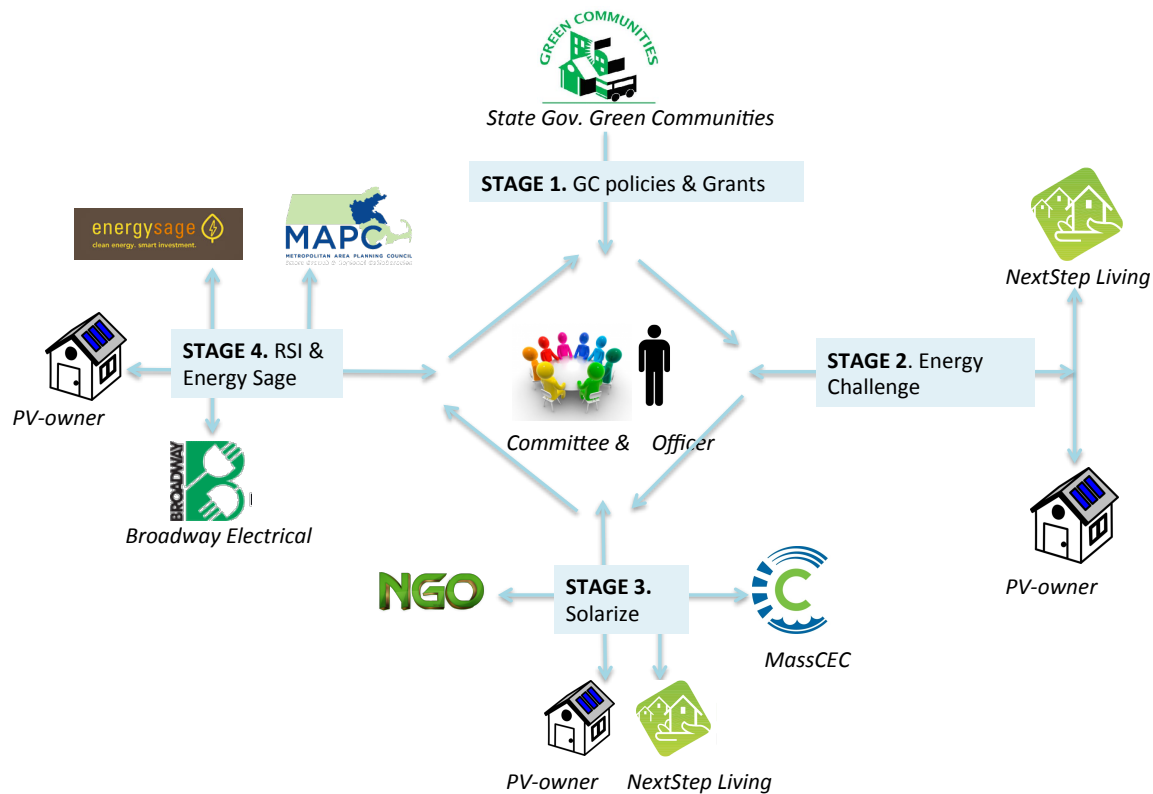 GREEN COMMUNITIES
State Gov. Green Communities
STAGE 1. GC policies & Grants
energysage
clean energy. smart investment.
MAPC
METROPOLITAN AREA PLANNING COUNCIL
NextStep Living
STAGE 4. RSI &
Energy Sage
STAGE 2. Energy
Challenge
PV-owner
Committee & Officer
BROADWAY
Broadway Electrical
PV-owner
NGO
STAGE 3.
Solarize
C
MassCEC
PV-owner
NextStep Living